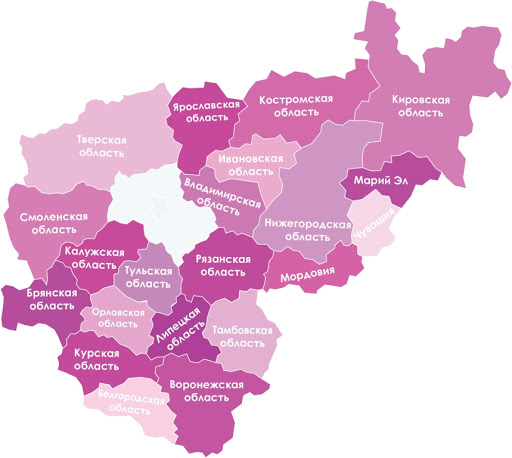 Ярославская
область
Костромская
область
Кировская
область
Тверская
область
Ивановская
область
Марий Эл
Владимирская
область
Смоленская
область
Нижегородская
область
Чувашия
Калужская
область
Рязанская
область
Тульская
область
Мордовия
Брянская
область
Орловская
область
Липецкая
область
Тамбовская
область
Курская
область
Воронежская
область
Белгородская
область